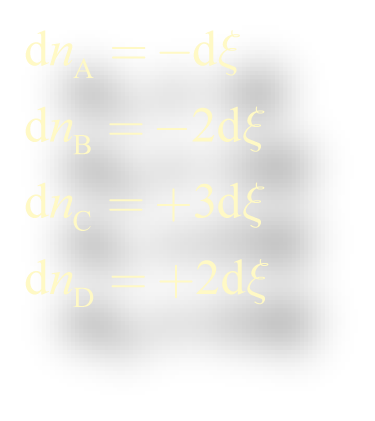 dn_A = −dξ
dn_B = −2dξ
dn_C = +3dξ
dn_D = +2dξ